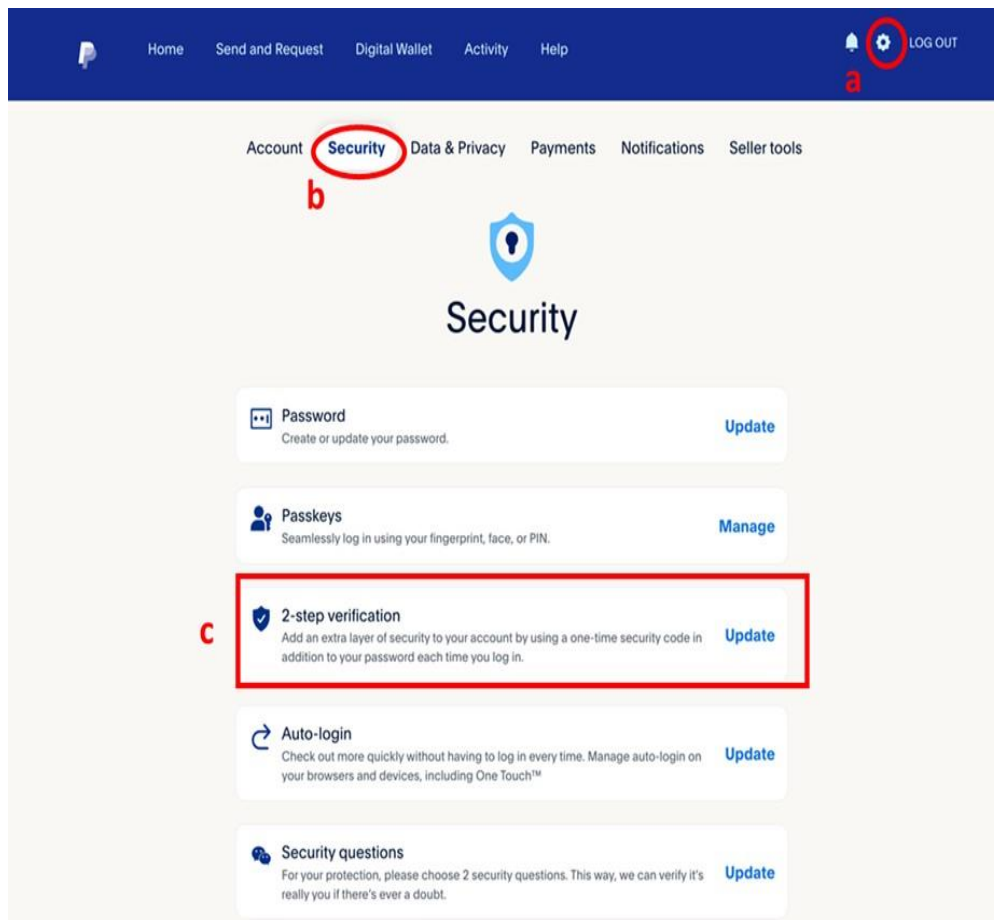 Home Send and Request Digital Wallet Activity Help LOG OUT
a
Account Security Data & Privacy Payments Notifications Seller tools
b
Security
Password
Create or update your password.
Update
Passkeys
Seamlessly log in using your fingerprint, face, or PIN.
Manage
c
2-step verification
Add an extra layer of security to your account by using a one-time security code in
addition to your password each time you log in.
Update
Auto-login
Check out more quickly without having to log in every time. Manage auto-login on
your browsers and devices, including One Touch™
Update
Security questions
For your protection, please choose 2 security questions. This way, we can verify it's
really you if there's ever a doubt.
Update